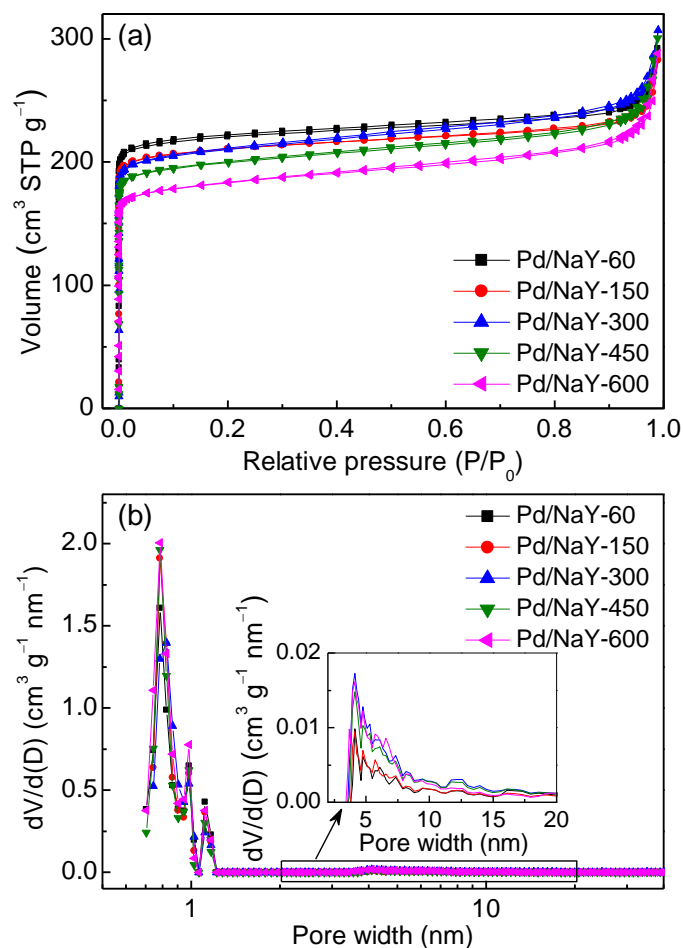 (a)
300
200
100
0
Volume (cm³ STP g⁻¹)
Pd/NaY-60
Pd/NaY-150
Pd/NaY-300
Pd/NaY-450
Pd/NaY-600
0.0 0.2 0.4 0.6 0.8 1.0
Relative pressure (P/P₀)
(b)
2.0
1.5
1.0
0.5
0.0
dV/d(D) (cm³ g⁻¹ nm⁻¹)
Pd/NaY-60
Pd/NaY-150
Pd/NaY-300
Pd/NaY-450
Pd/NaY-600
0.02
0.01
0.00
dV/d(D) (cm³ g⁻¹ nm⁻¹)
5 10 15 20
Pore width (nm)
1 10
Pore width (nm)